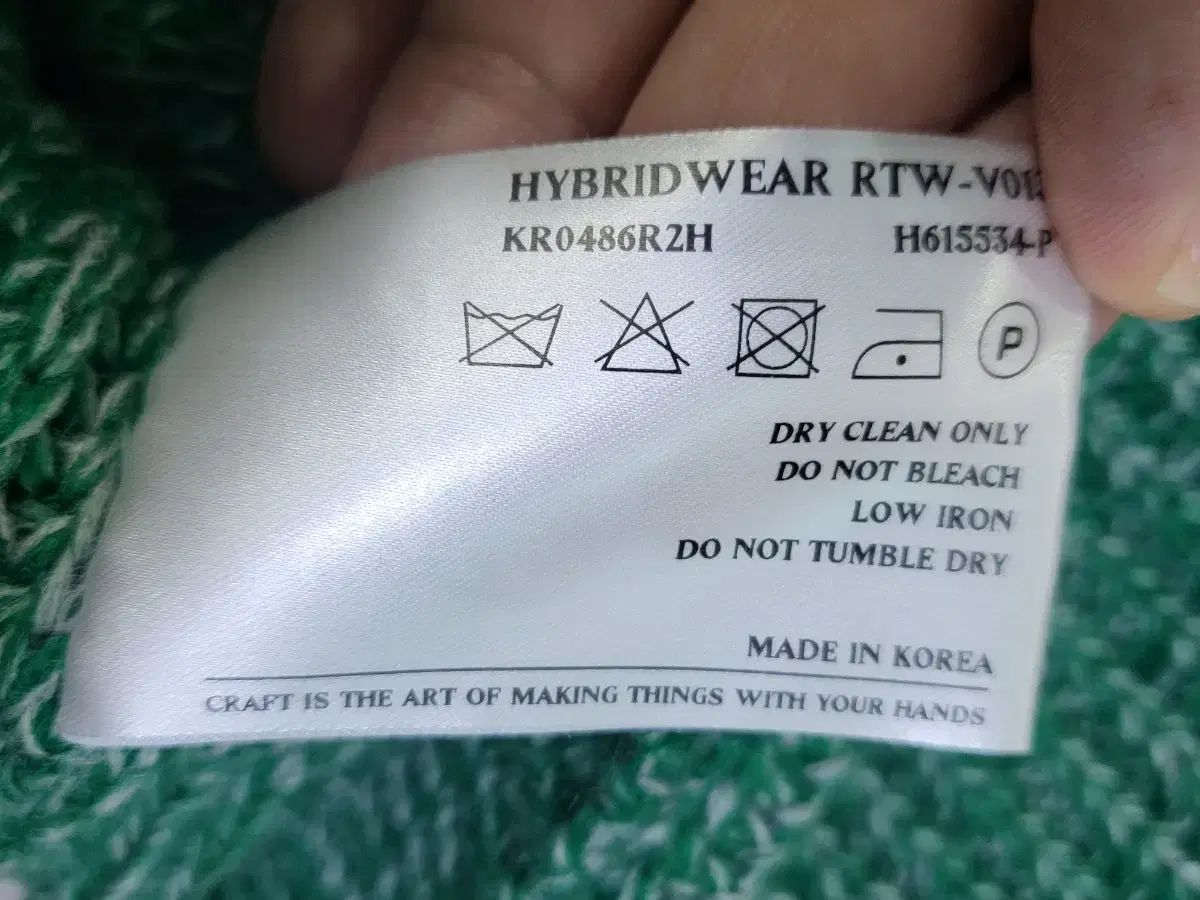 HYBRIDWEAR
KR0486R2H H615534-P
P
DRY CLEAN ONLY
DO NOT BLEACH
LOW IRON
DO NOT TUMBLE DRY
MADE IN KOREA
CRAFT IS THE ART OF MAKING THINGS WITH YOUR HANDS